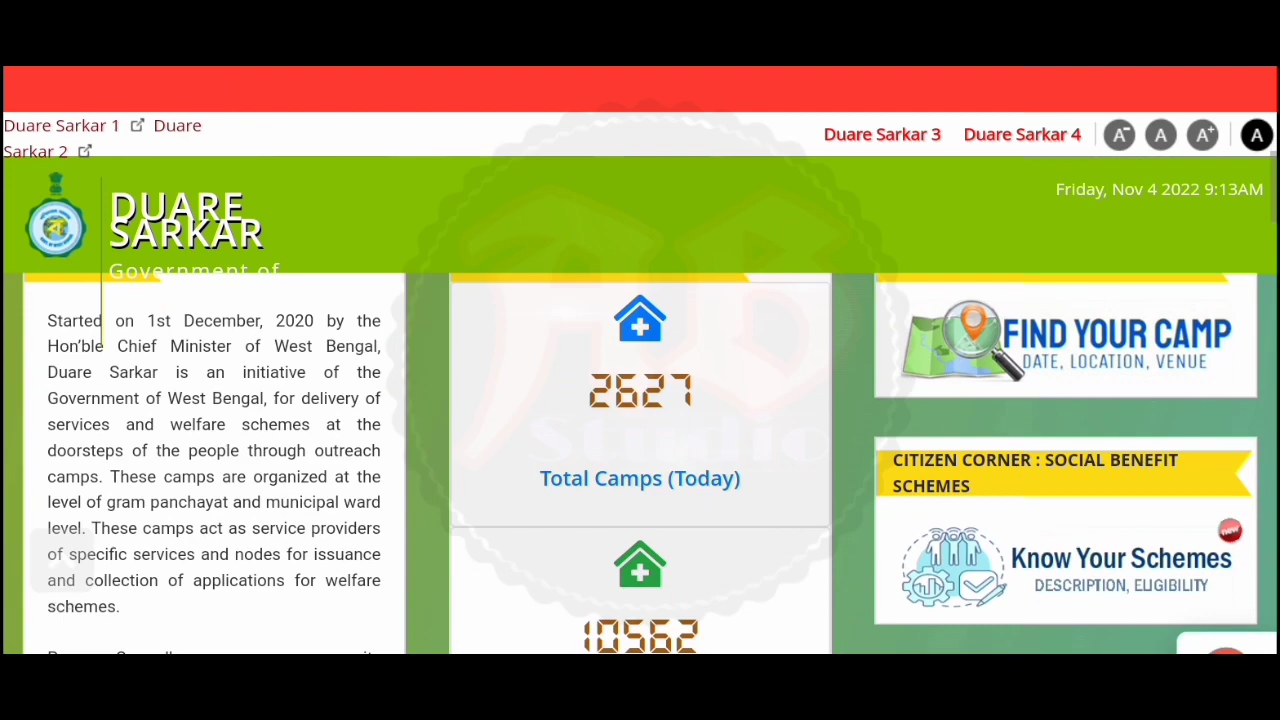 Duare Sarkar 1 Duare
Sarkar 2
Duare Sarkar 3 Duare Sarkar 4 A- A A+ A
DUARE
SARKAR
Government of
Friday, Nov 4 2022 9:13AM
Started on 1st December, 2020 by the
Hon'ble Chief Minister of West Bengal,
Duare Sarkar is an initiative of the
Government of West Bengal, for delivery of
services and welfare schemes at the
doorsteps of the people through outreach
camps. These camps are organized at the
level of gram panchayat and municipal ward
level. These camps act as service providers
of specific services and nodes for issuance
and collection of applications for welfare
schemes.
2627
Total Camps (Today)
10562
FIND YOUR CAMP
DATE, LOCATION, VENUE
CITIZEN CORNER : SOCIAL BENEFIT
SCHEMES
new
Know Your Schemes
DESCRIPTION, ELIGIBILITY
Studio